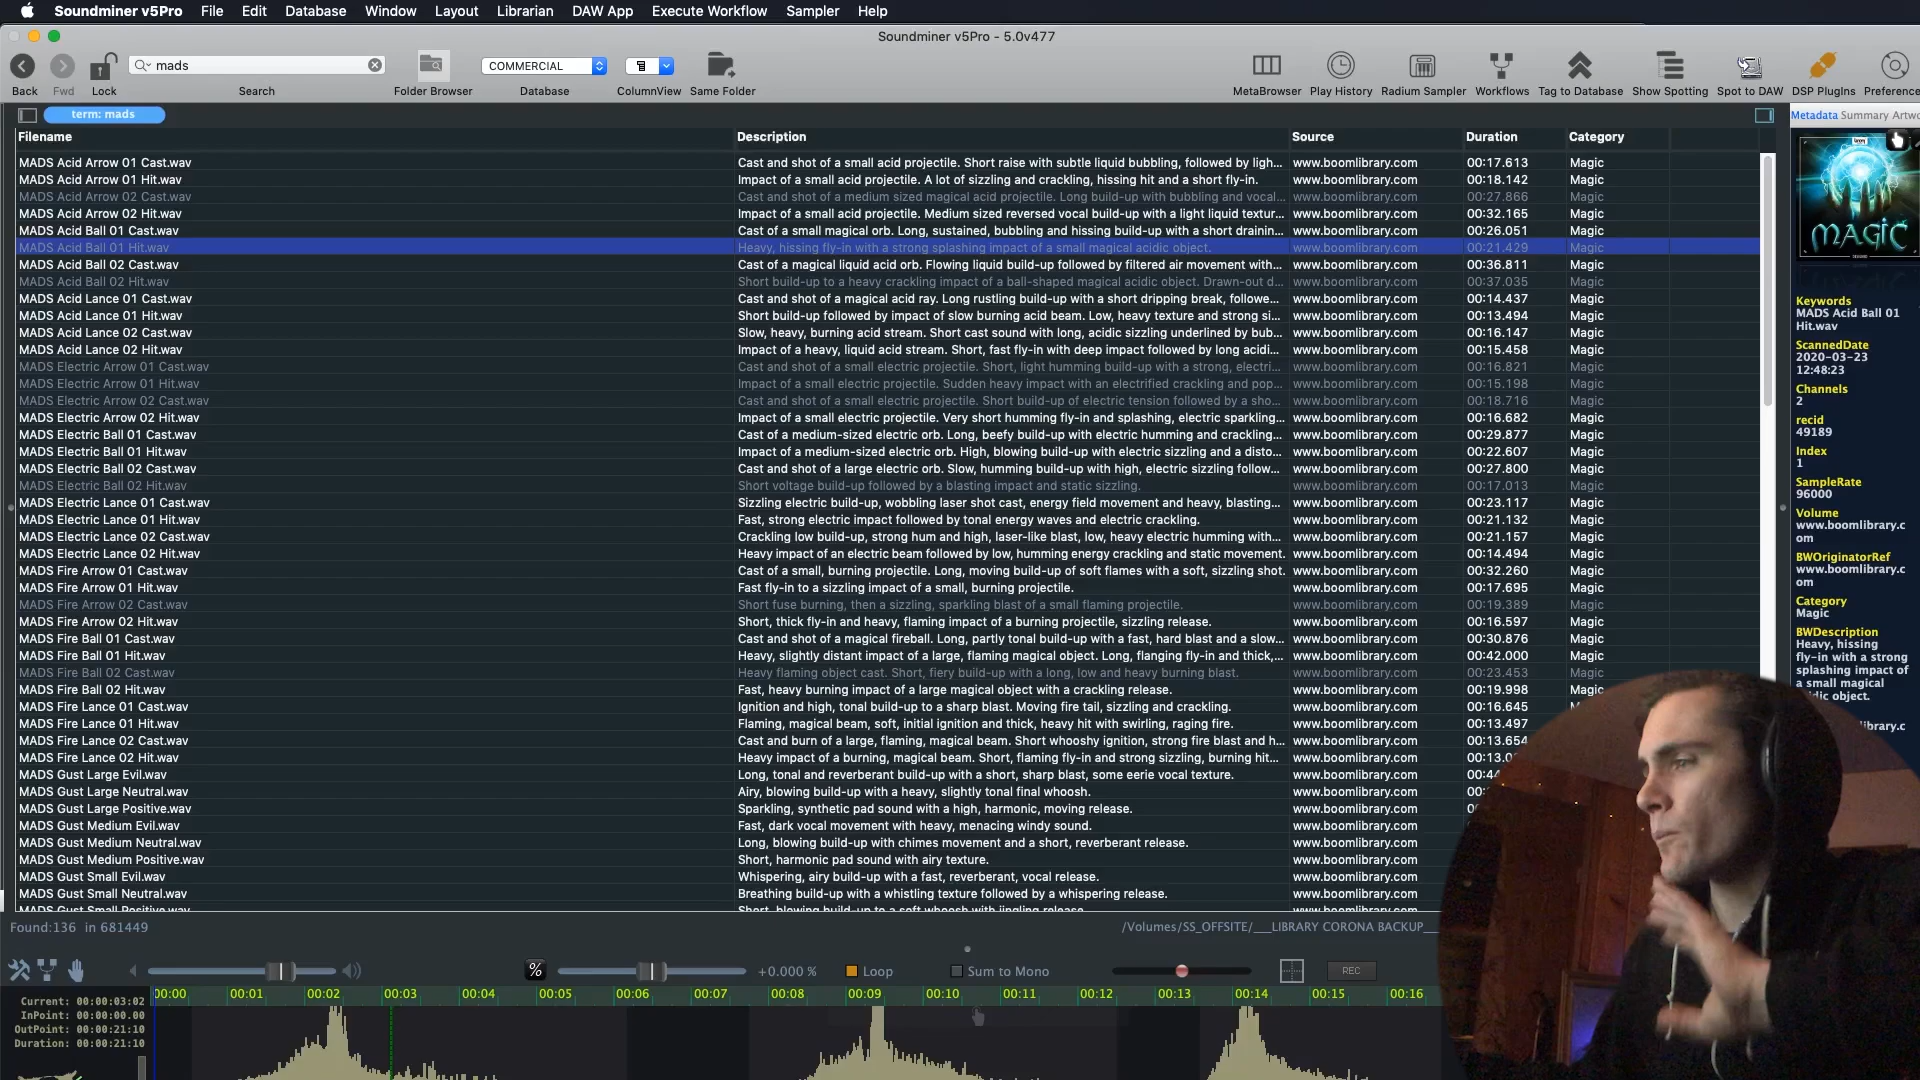 Soundminer v5Pro File Edit Database Window Layout Librarian DAW App Execute Workflow Sampler Help
Soundminer v5Pro - 5.0v477
mads
COMMERCIAL
Back Fwd Lock Search Folder Browser Database ColumnView Same Folder MetaBrowser Play History Radium Sampler Workflows Tag to Database Show Spotting Spot to DAW DSP PlugIns Preference
term: mads
Metadata Summary Artwo
Filename Description Source Duration Category
MADS Acid Arrow 01 Cast.wav Cast and shot of a small acid projectile. Short raise with subtle liquid bubbling, followed by ligh... www.boomlibrary.com 00:17.613 Magic
MADS Acid Arrow 01 Hit.wav Impact of a small acid projectile. A lot of sizzling and crackling, hissing hit and a short fly-in. www.boomlibrary.com 00:18.142 Magic
MADS Acid Arrow 02 Cast.wav Cast and shot of a medium sized magical acid projectile. Long build-up with bubbling and vocal... www.boomlibrary.com 00:27.866 Magic
MADS Acid Arrow 02 Hit.wav Impact of a small acid projectile. Medium sized reversed vocal build-up with a light liquid textur... www.boomlibrary.com 00:32.165 Magic
MADS Acid Ball 01 Cast.wav Cast of a small magical orb. Long, sustained, bubbling and hissing build-up with a short drainin... www.boomlibrary.com 00:26.051 Magic
MADS Acid Ball 01 Hit.wav Heavy, hissing fly-in with a strong splashing impact of a small magical acidic object. www.boomlibrary.com 00:21.429 Magic
MADS Acid Ball 02 Cast.wav Cast of a magical liquid acid orb. Flowing liquid build-up followed by filtered air movement with... www.boomlibrary.com 00:36.811 Magic
MADS Acid Ball 02 Hit.wav Short build-up to a heavy crackling impact of a ball-shaped magical acidic object. Drawn-out d... www.boomlibrary.com 00:37.035 Magic
MADS Acid Lance 01 Cast.wav Cast and shot of a magical acid ray. Long rustling build-up with a short dripping break, followe... www.boomlibrary.com 00:14.437 Magic
MADS Acid Lance 01 Hit.wav Short build-up followed by impact of slow burning acid beam. Low, heavy texture and strong si... www.boomlibrary.com 00:13.494 Magic
MADS Acid Lance 02 Cast.wav Slow, heavy, burning acid stream. Short cast sound with long, acidic sizzling underlined by bub... www.boomlibrary.com 00:16.147 Magic
MADS Acid Lance 02 Hit.wav Impact of a heavy, liquid acid stream. Short, fast fly-in with deep impact followed by long acidi... www.boomlibrary.com 00:15.458 Magic
MADS Electric Arrow 01 Cast.wav Cast and shot of a small electric projectile. Short, light humming build-up with a strong, electri... www.boomlibrary.com 00:16.821 Magic
MADS Electric Arrow 01 Hit.wav Impact of a small electric projectile. Sudden heavy impact with an electrified crackling and pop... www.boomlibrary.com 00:15.198 Magic
MADS Electric Arrow 02 Cast.wav Cast and shot of a small electric projectile. Short build-up of electric tension followed by a sho... www.boomlibrary.com 00:18.716 Magic
MADS Electric Arrow 02 Hit.wav Impact of a small electric projectile. Very short humming fly-in and splashing, electric sparkling... www.boomlibrary.com 00:16.682 Magic
MADS Electric Ball 01 Cast.wav Cast of a medium-sized electric orb. Long, beefy build-up with electric humming and crackling... www.boomlibrary.com 00:29.877 Magic
MADS Electric Ball 01 Hit.wav Impact of a medium-sized electric orb. High, blowing build-up with electric sizzling and a disto... www.boomlibrary.com 00:22.607 Magic
MADS Electric Ball 02 Cast.wav Cast and shot of a large electric orb. Slow, humming build-up with high, electric sizzling follow... www.boomlibrary.com 00:27.800 Magic
MADS Electric Ball 02 Hit.wav Short voltage build-up followed by a blasting impact and static sizzling. www.boomlibrary.com 00:17.013 Magic
MADS Electric Lance 01 Cast.wav Sizzling electric build-up, wobbling laser shot cast, energy field movement and heavy, blasting... www.boomlibrary.com 00:23.117 Magic
MADS Electric Lance 01 Hit.wav Fast, strong electric impact followed by tonal energy waves and electric crackling. www.boomlibrary.com 00:21.132 Magic
MADS Electric Lance 02 Cast.wav Crackling low build-up, strong hum and high, laser-like blast, low, heavy electric humming with... www.boomlibrary.com 00:21.157 Magic
MADS Electric Lance 02 Hit.wav Heavy impact of an electric beam followed by low, humming energy crackling and static movement. www.boomlibrary.com 00:14.494 Magic
MADS Fire Arrow 01 Cast.wav Cast of a small, burning projectile. Long, moving build-up of soft flames with a soft, sizzling shot. www.boomlibrary.com 00:32.260 Magic
MADS Fire Arrow 01 Hit.wav Fast fly-in to a sizzling impact of a small, burning projectile. www.boomlibrary.com 00:17.695 Magic
MADS Fire Arrow 02 Cast.wav Short fuse burning, then a sizzling, sparkling blast of a small flaming projectile. www.boomlibrary.com 00:19.389 Magic
MADS Fire Arrow 02 Hit.wav Short, thick fly-in and heavy, flaming impact of a burning projectile, sizzling release. www.boomlibrary.com 00:16.597 Magic
MADS Fire Ball 01 Cast.wav Cast and shot of a magical fireball. Long, partly tonal build-up with a fast, hard blast and a slow... www.boomlibrary.com 00:30.876 Magic
MADS Fire Ball 01 Hit.wav Heavy, slightly distant impact of a large, flaming magical object. Long, flanging fly-in and thick,... www.boomlibrary.com 00:42.000 Magic
MADS Fire Ball 02 Cast.wav Heavy flaming object cast. Short, fiery build-up with a long, low and heavy burning blast. www.boomlibrary.com 00:23.453 Magic
MADS Fire Ball 02 Hit.wav Fast, heavy burning impact of a large magical object with a crackling release. www.boomlibrary.com 00:19.998 Magic
MADS Fire Lance 01 Cast.wav Ignition and high, tonal build-up to a sharp blast. Moving fire tail, sizzling and crackling. www.boomlibrary.com 00:16.645
MADS Fire Lance 01 Hit.wav Flaming, magical beam, soft, initial ignition and thick, heavy hit with swirling, raging fire. www.boomlibrary.com 00:13.497
MADS Fire Lance 02 Cast.wav Cast and burn of a large, flaming, magical beam. Short whooshy ignition, strong fire blast and h... www.boomlibrary.com 00:13.654
MADS Fire Lance 02 Hit.wav Heavy impact of a burning, magical beam. Short, flaming fly-in and strong sizzling, burning hit... www.boomlibrary.com 00:13.0
MADS Gust Large Evil.wav Long, tonal and reverberant build-up with a short, sharp blast, some eerie vocal texture. www.boomlibrary.com 00:44
MADS Gust Large Neutral.wav Airy, blowing build-up with a heavy, slightly tonal final whoosh. www.boomlibrary.com 00:
MADS Gust Large Positive.wav Sparkling, synthetic pad sound with a high, harmonic, moving release. www.boomlibrary.com
MADS Gust Medium Evil.wav Fast, dark vocal movement with heavy, menacing windy sound. www.boomlibrary.com
MADS Gust Medium Neutral.wav Long, blowing build-up with chimes movement and a short, reverberant release. www.boomlibrary.com
MADS Gust Medium Positive.wav Short, harmonic pad sound with airy texture. www.boomlibrary.com
MADS Gust Small Evil.wav Whispering, airy build-up with a fast, reverberant, vocal release. www.boomlibrary.com
MADS Gust Small Neutral.wav Breathing build-up with a whistling texture followed by a whispering release. www.boomlibrary.com
MADS Gust Small Positive.wav Short, blowing build-up to a soft whoosh with jingling release. www.boomlibrary.com
MAGIC
Keywords
MADS Acid Ball 01
Hit.wav
ScannedDate
2020-03-23
12:48:23
Channels
2
recid
49189
Index
1
SampleRate
96000
Volume
www.boomlibrary.c
om
BWOriginatorRef
www.boomlibrary.c
om
Category
Magic
BWDescription
Heavy, hissing
fly-in with a strong
splashing impact of
a small magical
idic object.
ibrary.c
Found:136 in 681449 /Volumes/SS_OFFSITE/___LIBRARY CORONA BACKUP__
% +0.000 % Loop Sum to Mono REC
00:00 00:01 00:02 00:03 00:04 00:05 00:06 00:07 00:08 00:09 00:10 00:11 00:12 00:13 00:14 00:15 00:16
Current: 00:00:03:02
InPoint: 00:00:00.00
OutPoint: 00:00:21:10
Duration: 00:00:21:10